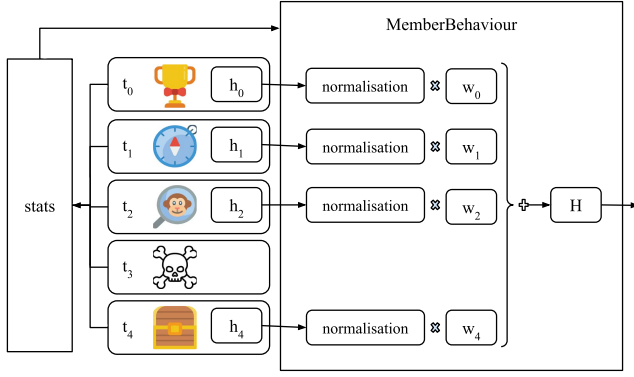 MemberBehaviour
stats
t0 h0 normalisation × w0
t1 h1 normalisation × w1
t2 h2 normalisation × w2 + H
t3
t4 h4 normalisation × w4